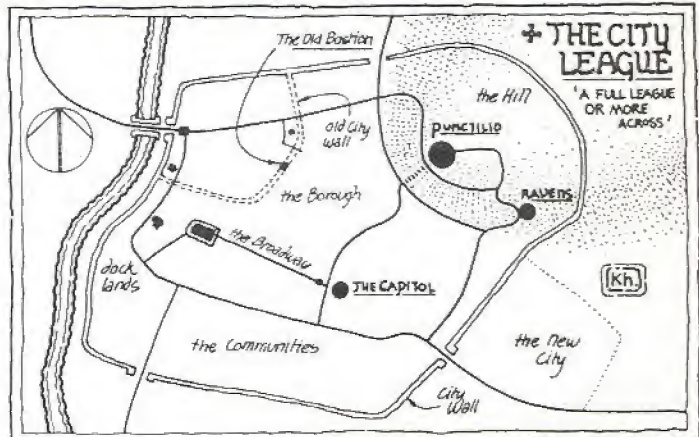 The Old Bastion
THE CITY
LEAGUE
'A FULL LEAGUE
OR MORE
ACROSS'
the Hill
old City
wall
PUNCTILIO
the Borough
RAVENS
the Broadway
dock
lands
THE CAPITOL
Kh.
the Communities
the New
City
City
Wall